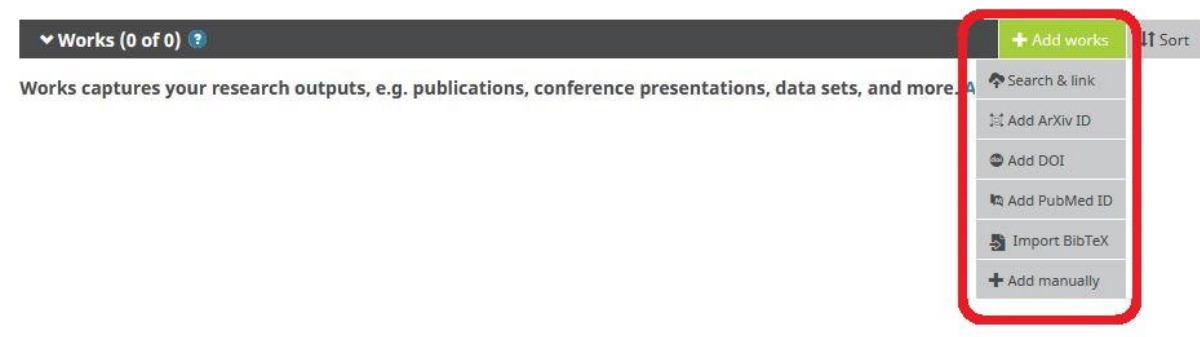 Works (0 of 0) ?
+ Add works
Sort
Works captures your research outputs, e.g. publications, conference presentations, data sets, and more. A
Search & link
Add ArXiv ID
Add DOI
Add PubMed ID
Import BibTeX
+ Add manually